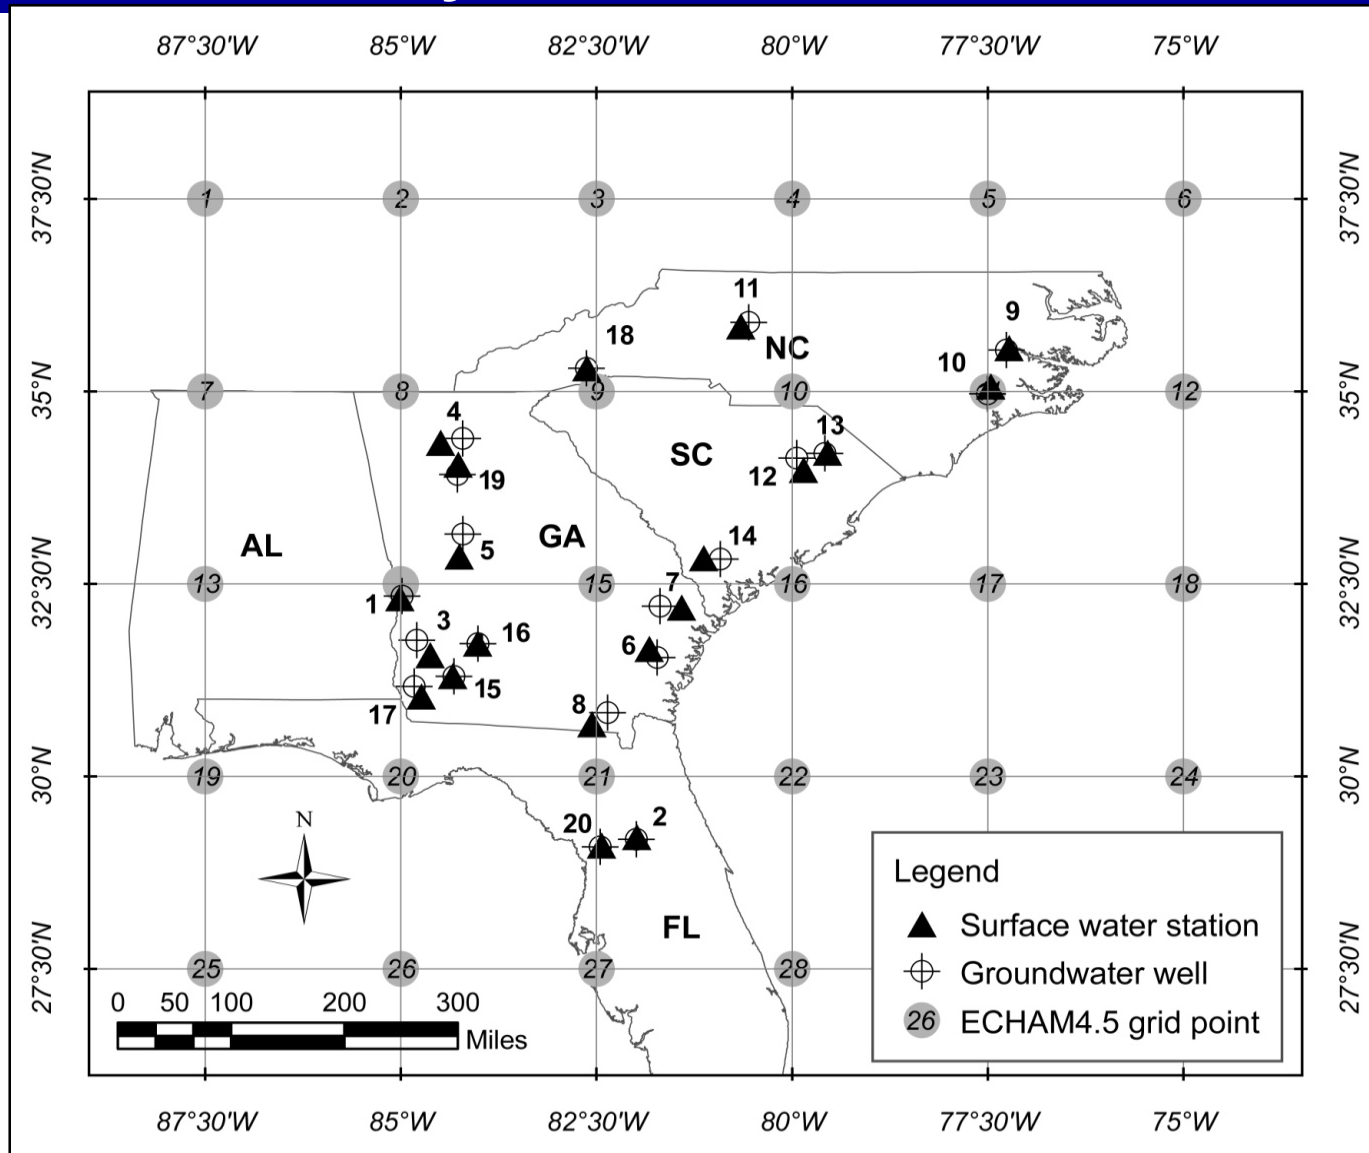 87°30'W 85°W 82°30'W 80°W 77°30'W 75°W
37°30'N 1 2 3 4 5 6 37°30'N
11
9
18
NC
10
35°N 7 8 9 10 12 35°N
4
13
SC
19
12
14
AL GA
5
7
32°30'N 13 15 16 17 18 32°30'N
1
3 16
6
15
17
8
30°N 19 20 21 22 23 24 30°N
N
20 2
FL
27°30'N 25 26 27 28 27°30'N
Legend
Surface water station
Groundwater well
26 ECHAM4.5 grid point
0 50 100 200 300
Miles
87°30'W 85°W 82°30'W 80°W 77°30'W 75°W